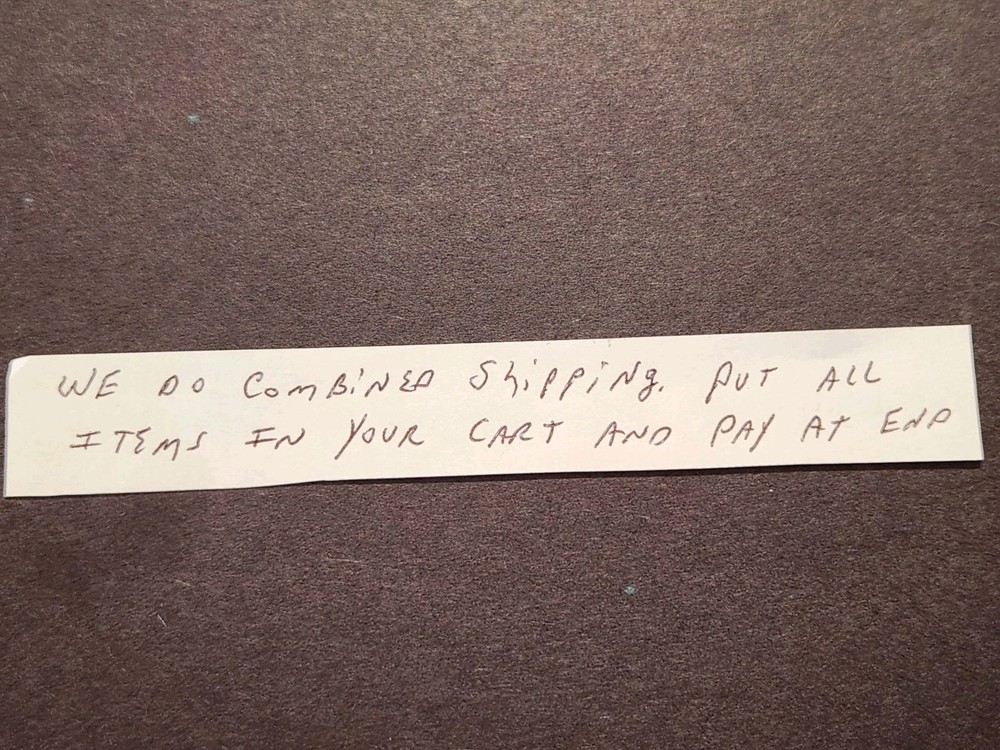 WE DO COMBINED Shipping. PUT ALL
ITEMS IN YOUR CART AND PAY AT END